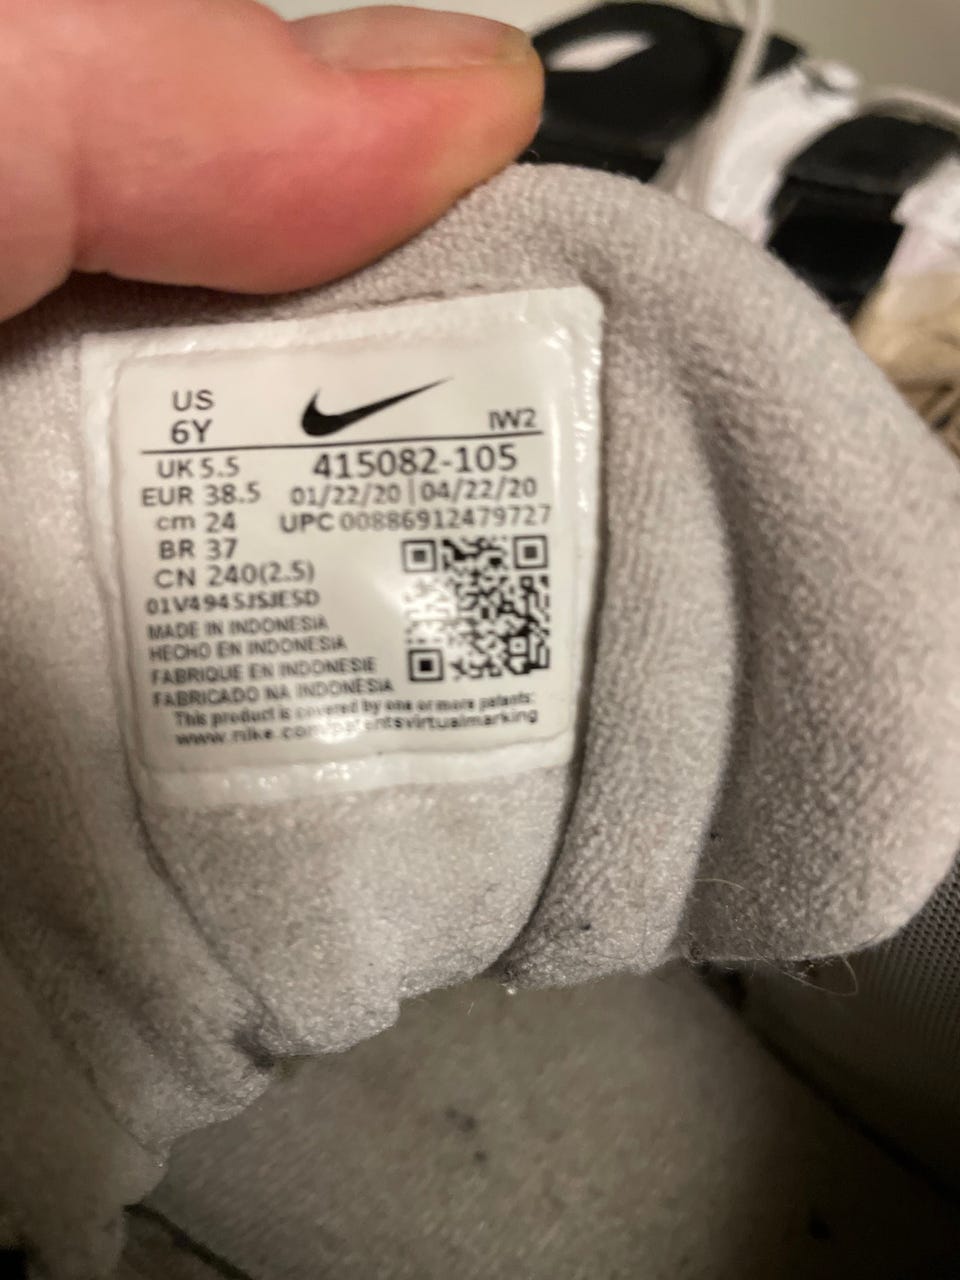 US
6Y
IW2
UK 5.5
415082-105
EUR 38.5
01/22/20 | 04/22/20
cm 24
UPC 00886912479727
BR 37
CN 240(2.5)
MADE IN INDONESIA
HECHO EN INDONESIA
FABRIQUE EN INDONESIE
FABRICADO NA INDONESIA
This product is covered by one or more patents:
www.nike.com/patentsvirtualmarking